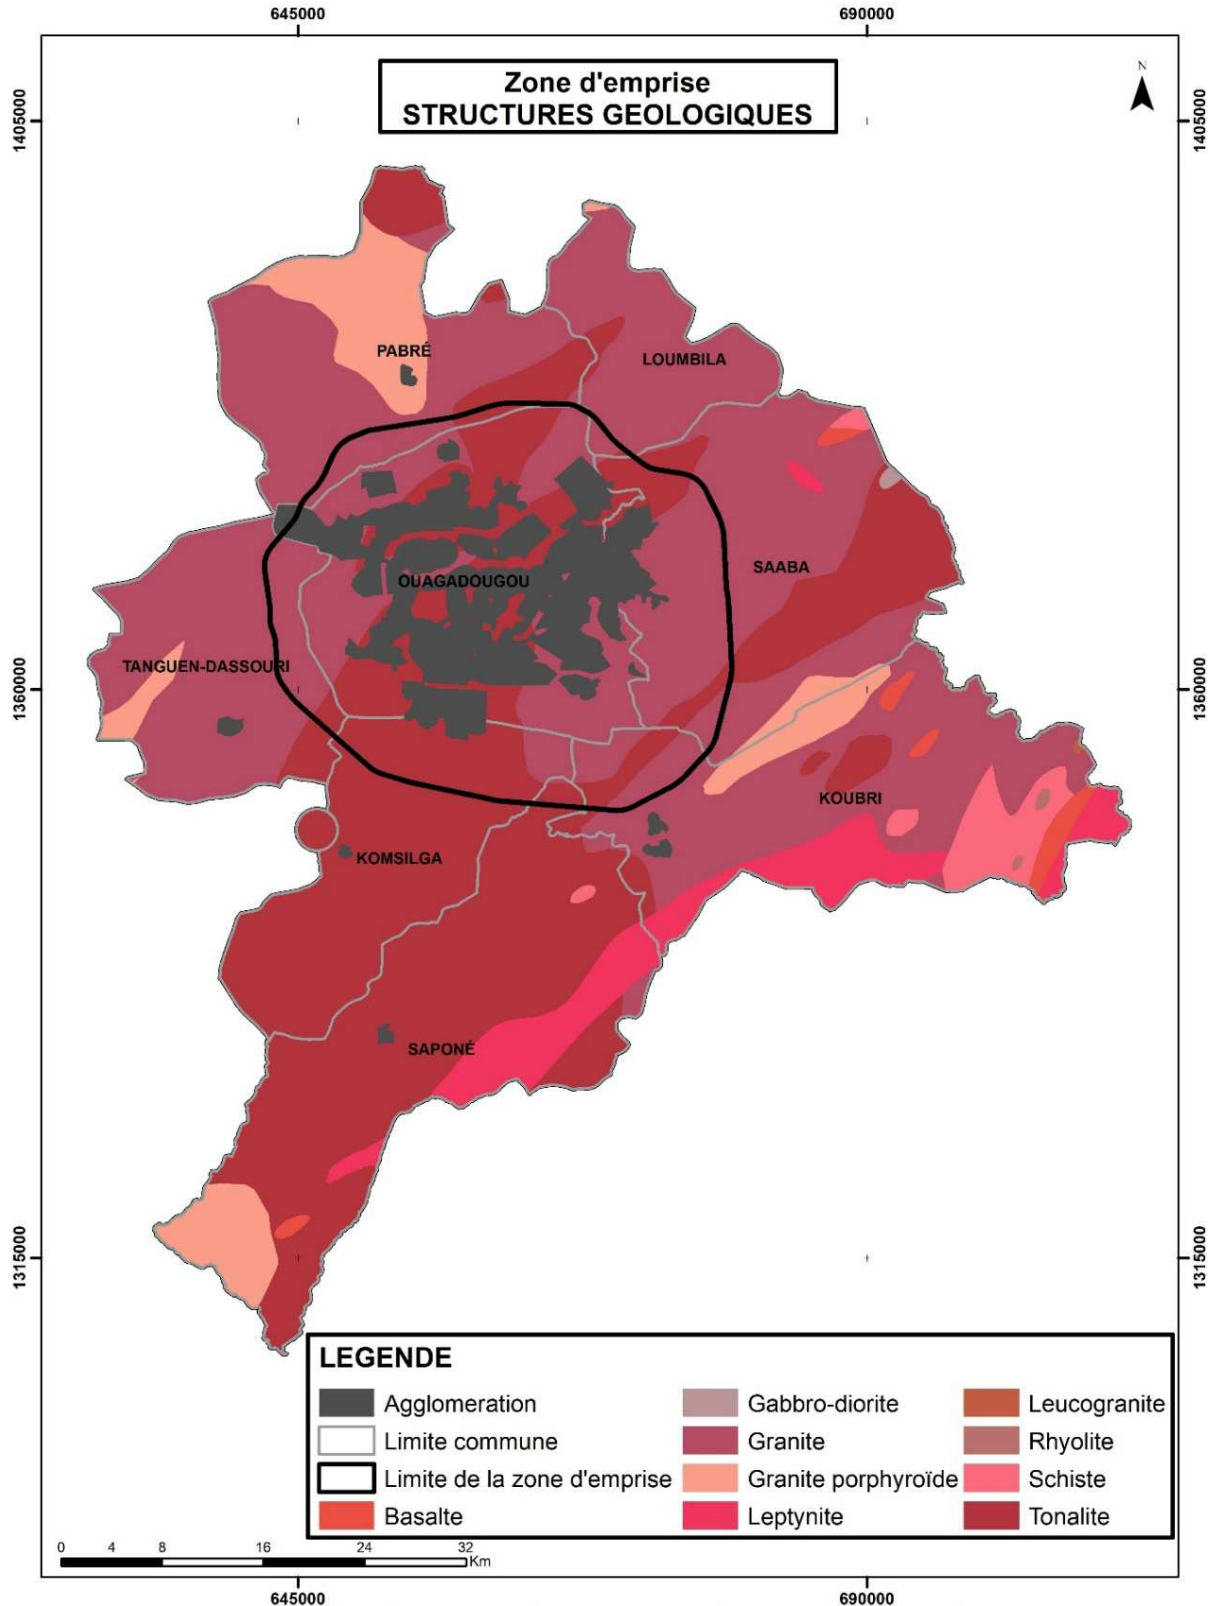 645000
690000
Zone d'emprise
STRUCTURES GEOLOGIQUES
N
1405000
1405000
PABRÉ
LOUMBILA
SAABA
OUAGADOUGOU
TANGUEN-DASSOURI
1360000
1360000
KOUBRI
KOMSILGA
SAPONÉ
1315000
1315000
LEGENDE
Agglomeration
Limite commune
Limite de la zone d'emprise
Basalte
Gabbro-diorite
Granite
Granite porphyroïde
Leptynite
Leucogranite
Rhyolite
Schiste
Tonalite
0 4 8 16 24 32
Km
645000
690000